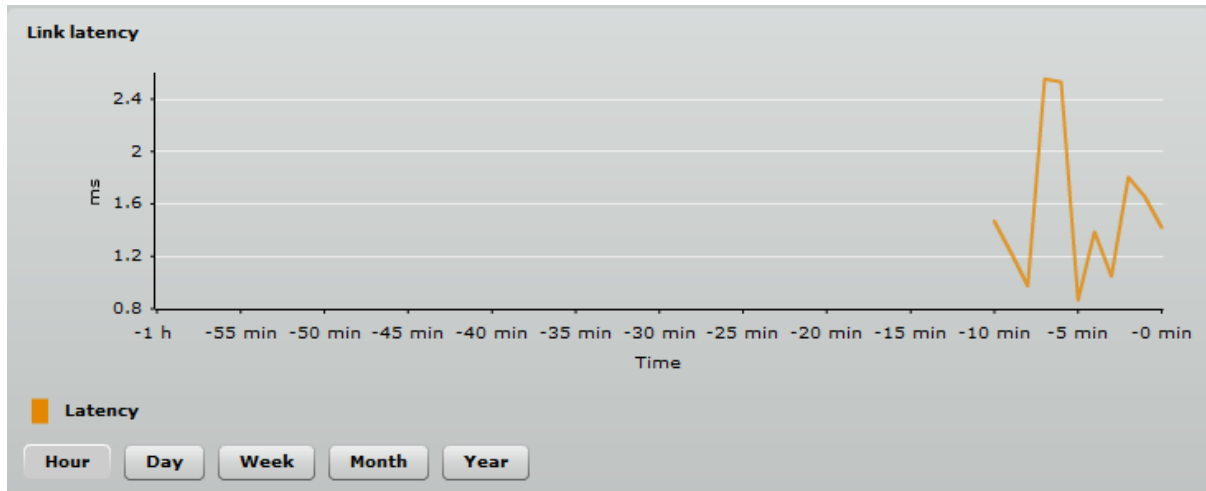 Link latency
2.4
2
1.6
1.2
0.8
ms
-1 h -55 min -50 min -45 min -40 min -35 min -30 min -25 min -20 min -15 min -10 min -5 min -0 min
Time
Latency
Hour Day Week Month Year